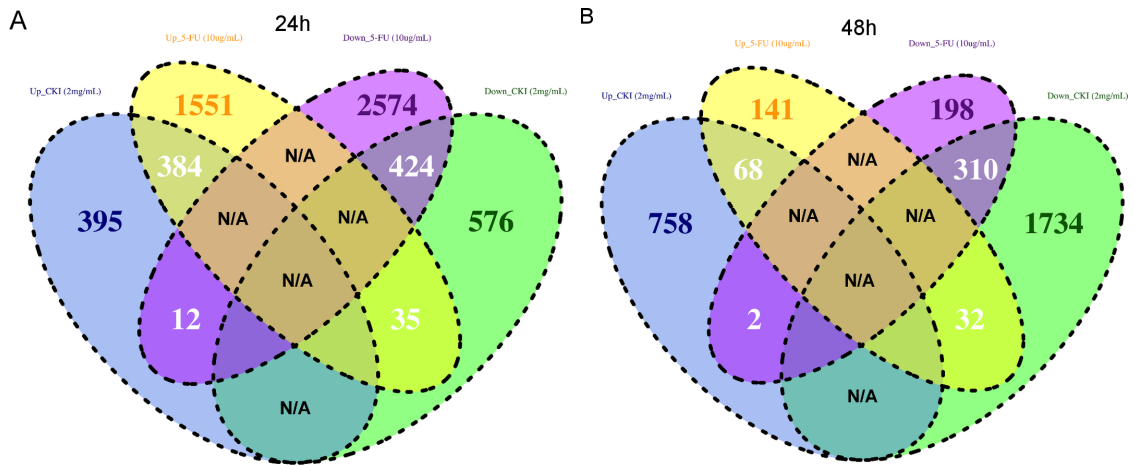 A
24h
Up_5-FU (10ug/mL)
Down_5-FU (10ug/mL)
Up_CKI (2mg/mL)
Down_CKI (2mg/mL)
1551
2574
N/A
384
424
395
N/A
N/A
576
N/A
12
35
N/A
B
48h
Up_5-FU (10ug/mL)
Down_5-FU (10ug/mL)
Up_CKI (2mg/mL)
Down_CKI (2mg/mL)
141
198
N/A
68
310
758
N/A
N/A
1734
N/A
2
32
N/A